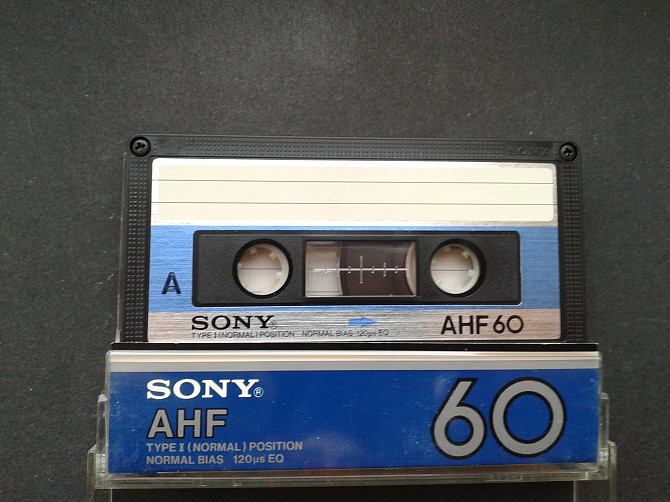 A
SONY®
TYPE I (NORMAL) POSITION NORMAL BIAS 120μs EQ
AHF 60
SONY®
AHF
TYPE I (NORMAL) POSITION
NORMAL BIAS 120μs EQ
60